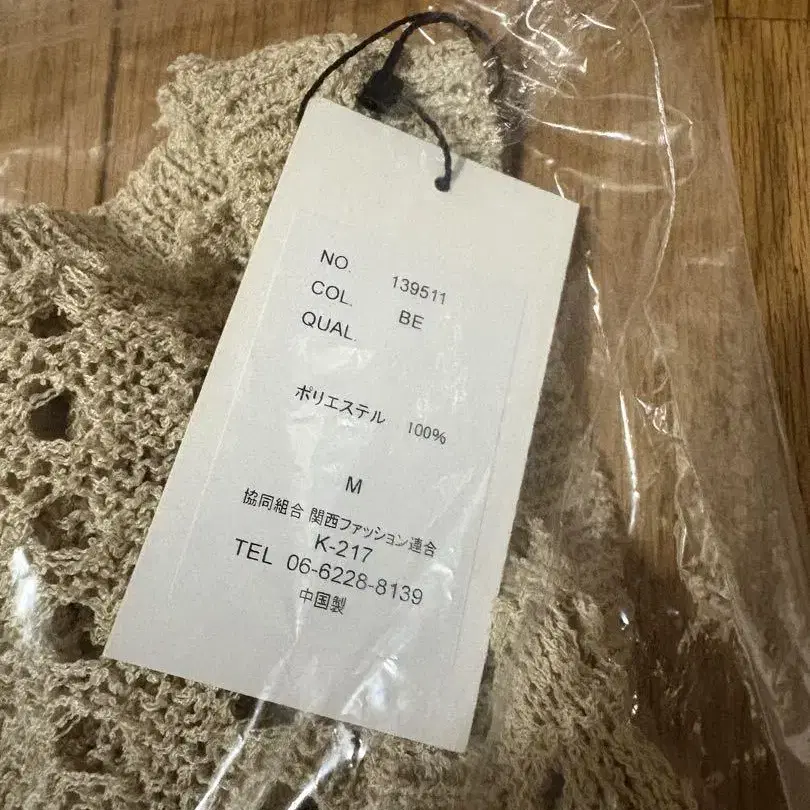 NO. 139511
COL. BE
QUAL.
ポリエステル 100%
M
協同組合 関西ファッション連合
K-217
TEL 06-6228-8139
中国製